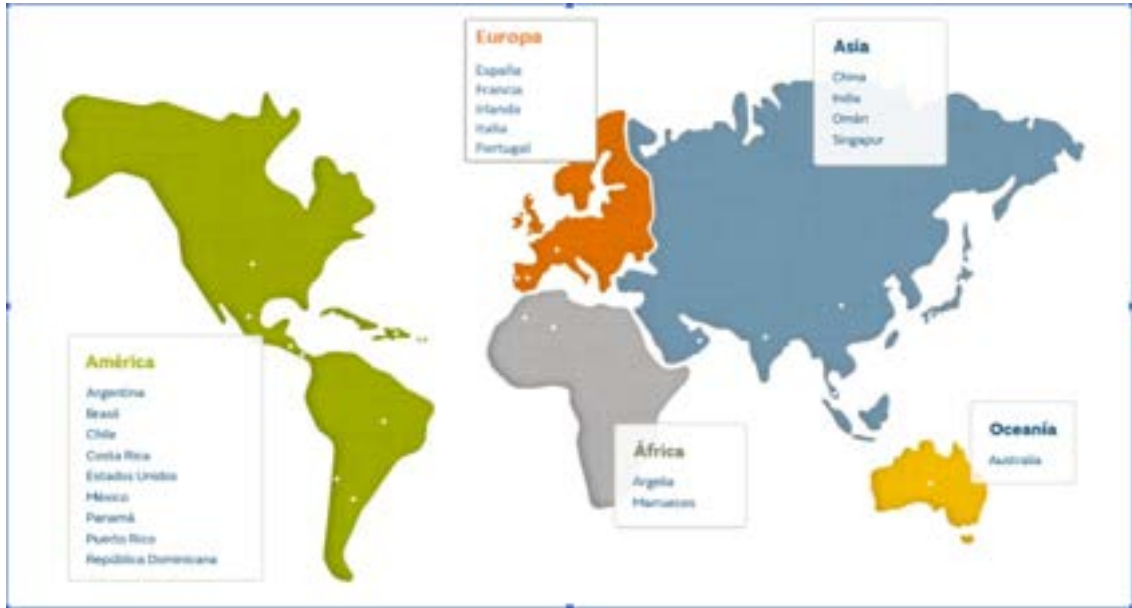 Europa
España
Francia
Irlanda
Italia
Portugal
Asia
China
India
Omán
Singapur
América
Argentina
Brasil
Chile
Costa Rica
Estados Unidos
México
Panamá
Puerto Rico
República Dominicana
África
Argelia
Marruecos
Oceanía
Australia